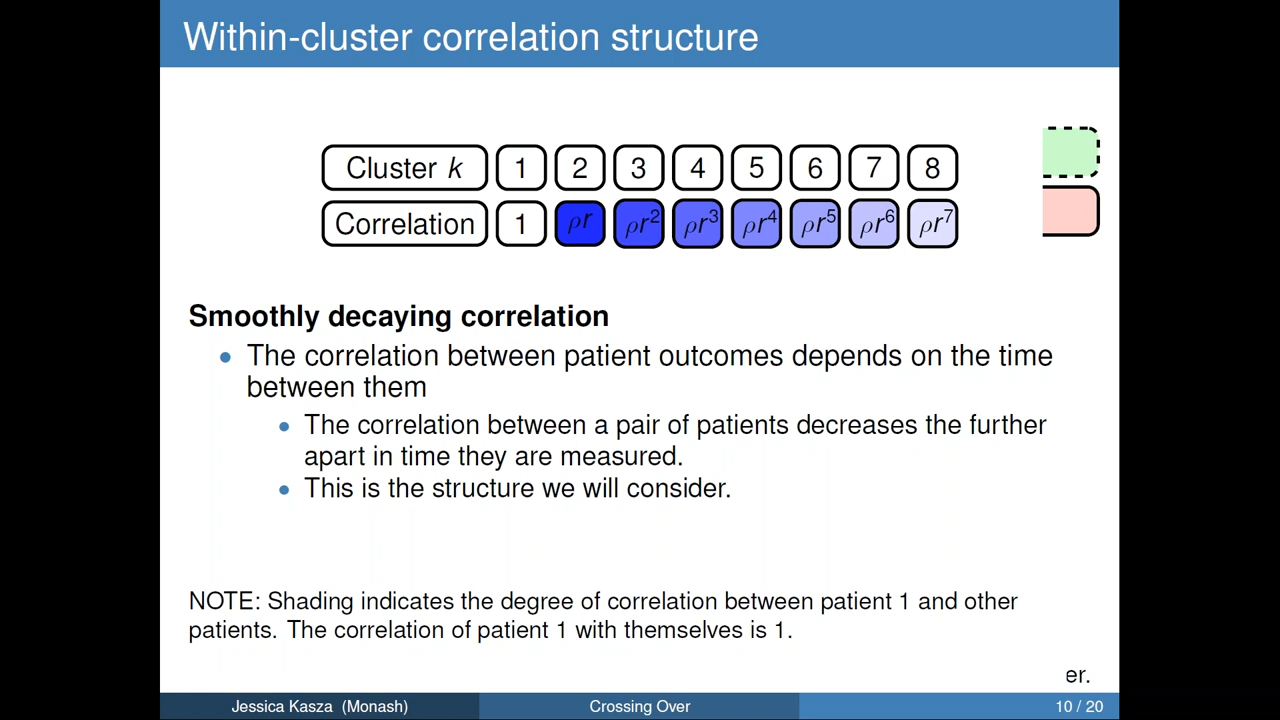 Within-cluster correlation structure
Cluster k 1 2 3 4 5 6 7 8
Correlation 1 ρr ρr² ρr³ ρr⁴ ρr⁵ ρr⁶ ρr⁷
Smoothly decaying correlation
• The correlation between patient outcomes depends on the time
between them
• The correlation between a pair of patients decreases the further
apart in time they are measured.
• This is the structure we will consider.
NOTE: Shading indicates the degree of correlation between patient 1 and other
patients. The correlation of patient 1 with themselves is 1.
er.
Jessica Kasza (Monash) Crossing Over 10 / 20